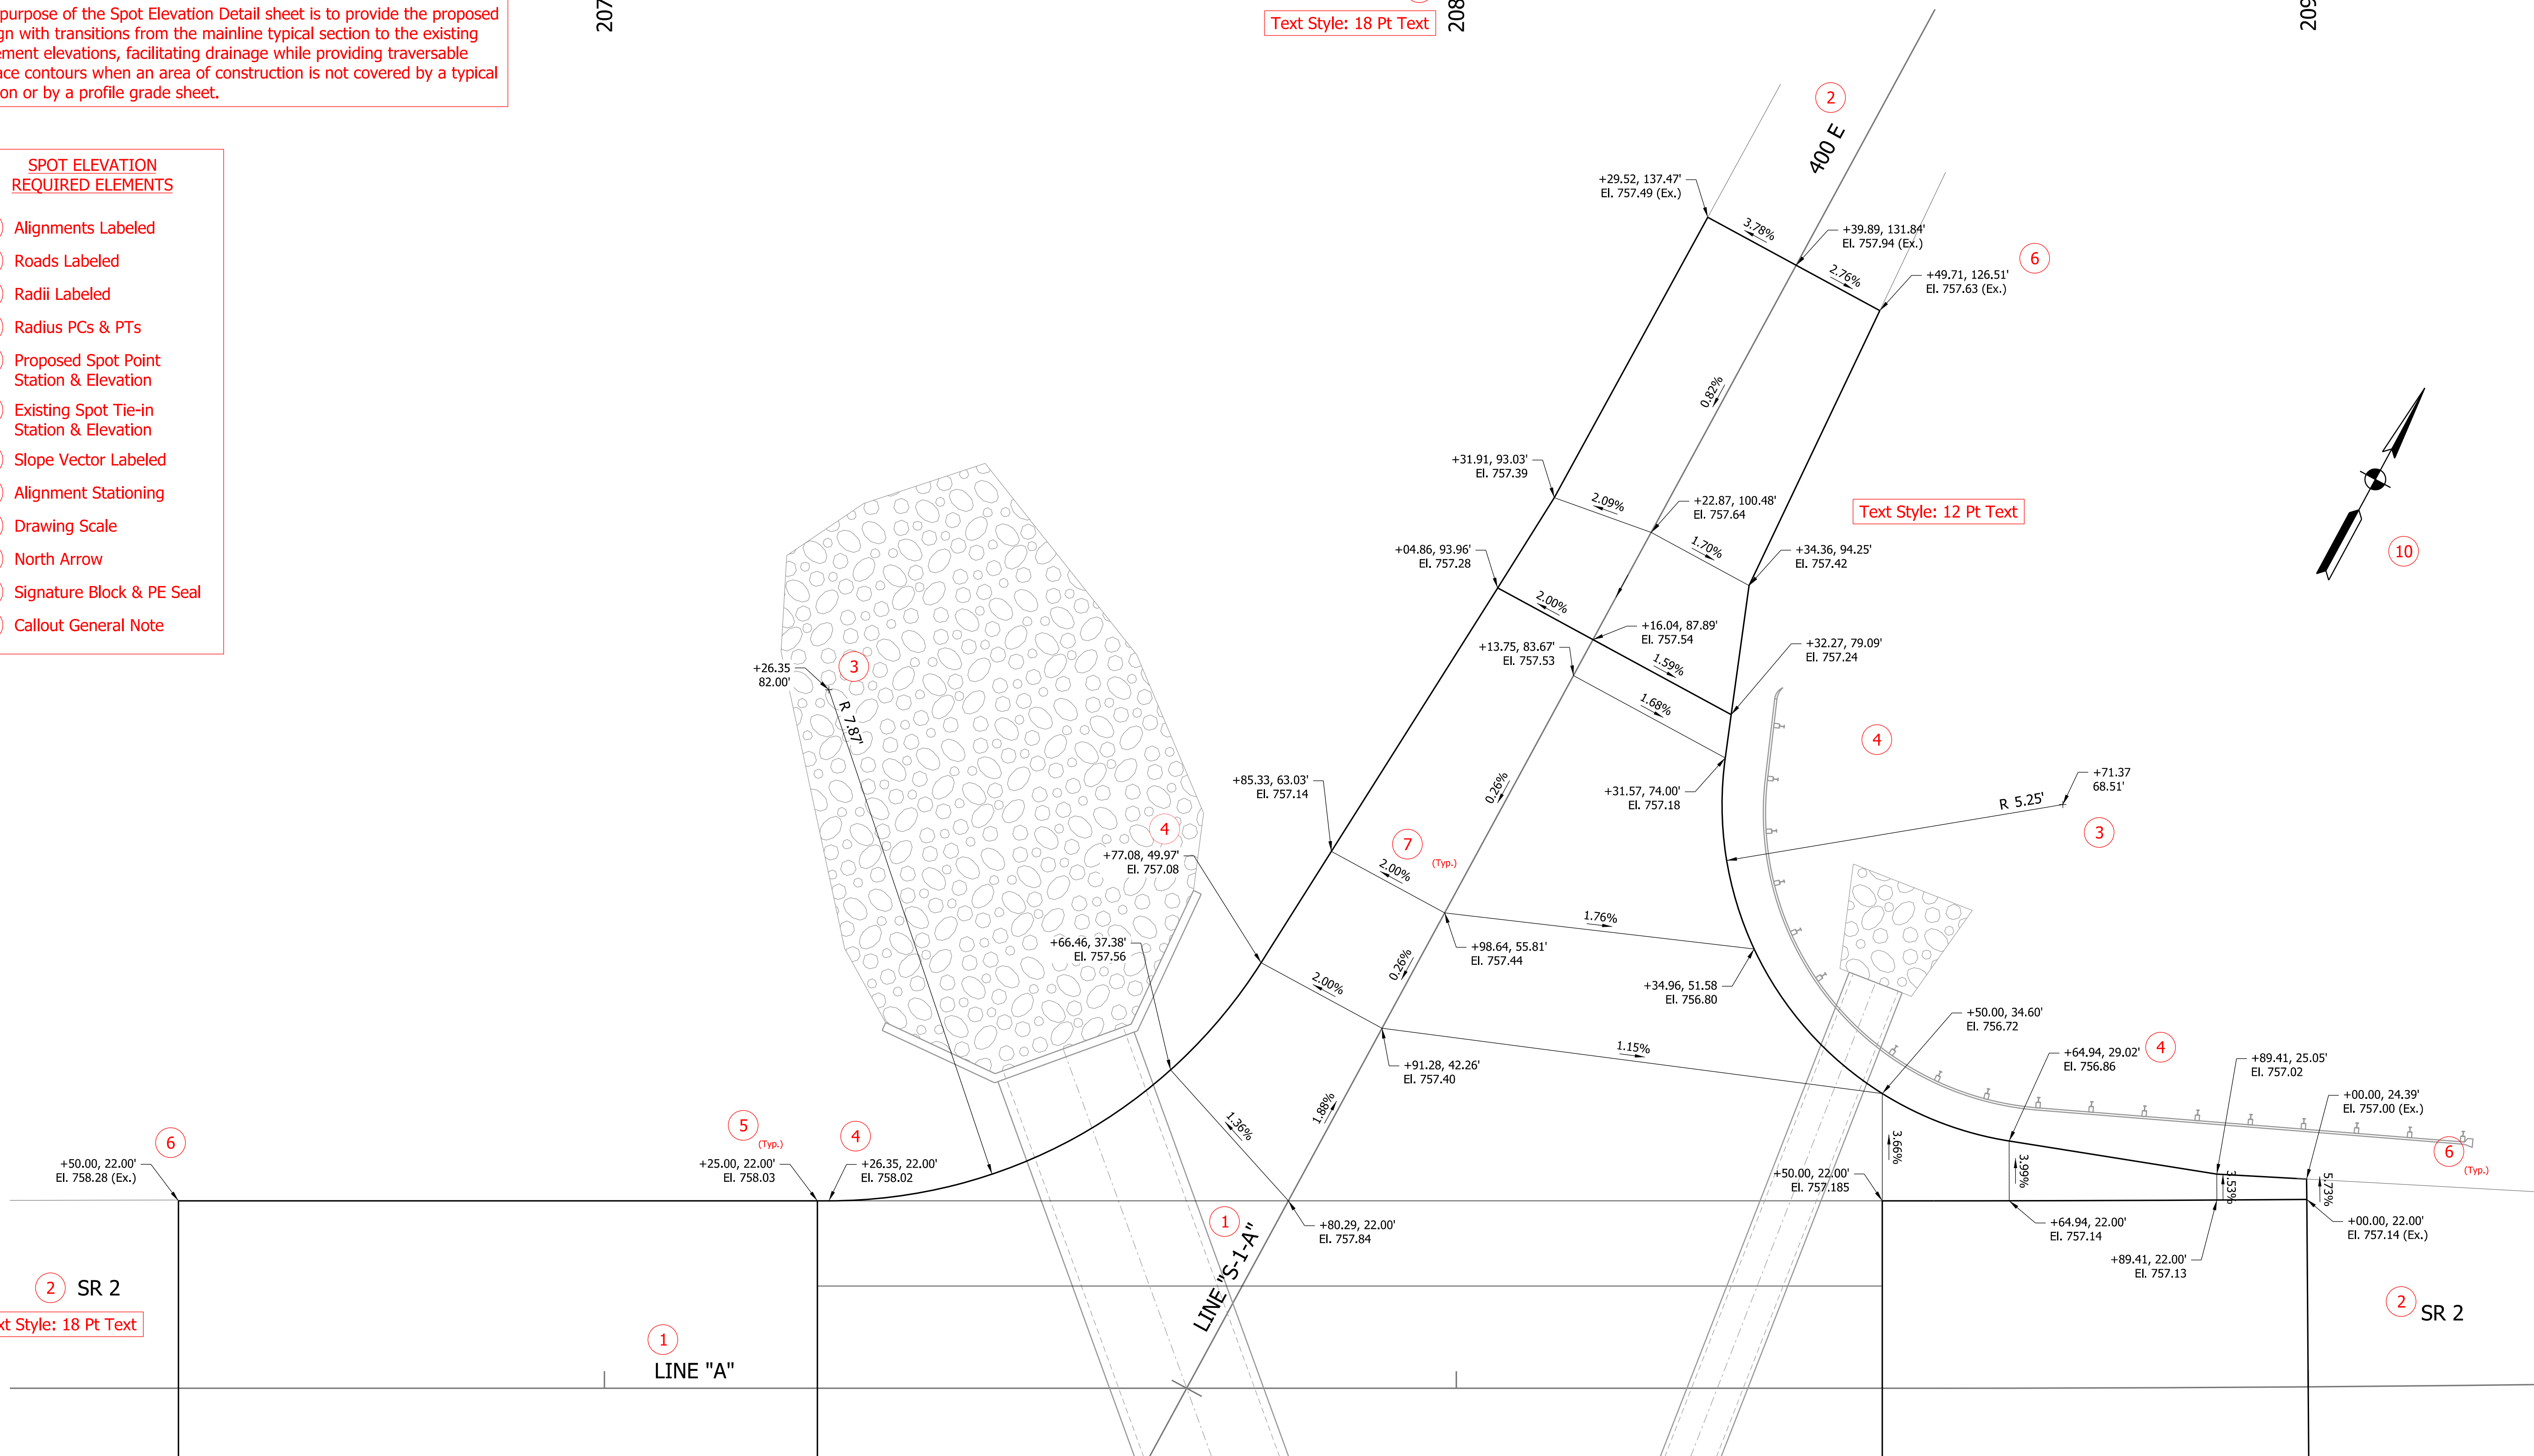 purpose of the Spot Elevation Detail sheet is to provide the proposed
gn with transitions from the mainline typical section to the existing
ement elevations, facilitating drainage while providing traversable
ace contours when an area of construction is not covered by a typical
on or by a profile grade sheet.
SPOT ELEVATION
REQUIRED ELEMENTS
Alignments Labeled
Roads Labeled
Radii Labeled
Radius PCs & PTs
Proposed Spot Point
Station & Elevation
Existing Spot Tie-in
Station & Elevation
Slope Vector Labeled
Alignment Stationing
Drawing Scale
North Arrow
Signature Block & PE Seal
Callout General Note
207
208
209
Text Style: 18 Pt Text
2
400 E
+29.52, 137.47'
El. 757.49 (Ex.)
3.78%
+39.89, 131.84'
El. 757.94 (Ex.)
2.76%
6
+49.71, 126.51'
El. 757.63 (Ex.)
0.82%
+31.91, 93.03'
El. 757.39
2.09%
+22.87, 100.48'
El. 757.64
Text Style: 12 Pt Text
1.70%
+04.86, 93.96'
El. 757.28
+34.36, 94.25'
El. 757.42
10
2.00%
+16.04, 87.89'
El. 757.54
+13.75, 83.67'
El. 757.53
1.59%
+32.27, 79.09'
El. 757.24
+26.35
82.00'
3
R 7.87'
1.68%
4
+85.33, 63.03'
El. 757.14
0.26%
+31.57, 74.00'
El. 757.18
+71.37
68.51'
R 5.25'
3
4
+77.08, 49.97'
El. 757.08
7
(Typ.)
2.00%
1.76%
+66.46, 37.38'
El. 757.56
+98.64, 55.81'
El. 757.44
0.26%
2.00%
+34.96, 51.58
El. 756.80
+50.00, 34.60'
El. 756.72
1.15%
+91.28, 42.26'
El. 757.40
+64.94, 29.02'
El. 756.86
4
+89.41, 25.05'
El. 757.02
+00.00, 24.39'
El. 757.00 (Ex.)
1.88%
1.36%
6
+50.00, 22.00'
El. 758.28 (Ex.)
5
(Typ.)
4
+25.00, 22.00'
El. 758.03
+26.35, 22.00'
El. 758.02
3.66%
3.99%
3.53%
5.73%
6
(Typ.)
+50.00, 22.00'
El. 757.185
1
+80.29, 22.00'
El. 757.84
+64.94, 22.00'
El. 757.14
+00.00, 22.00'
El. 757.14 (Ex.)
+89.41, 22.00'
El. 757.13
LINE "S-1-A"
2
SR 2
xt Style: 18 Pt Text
1
LINE "A"
2
SR 2